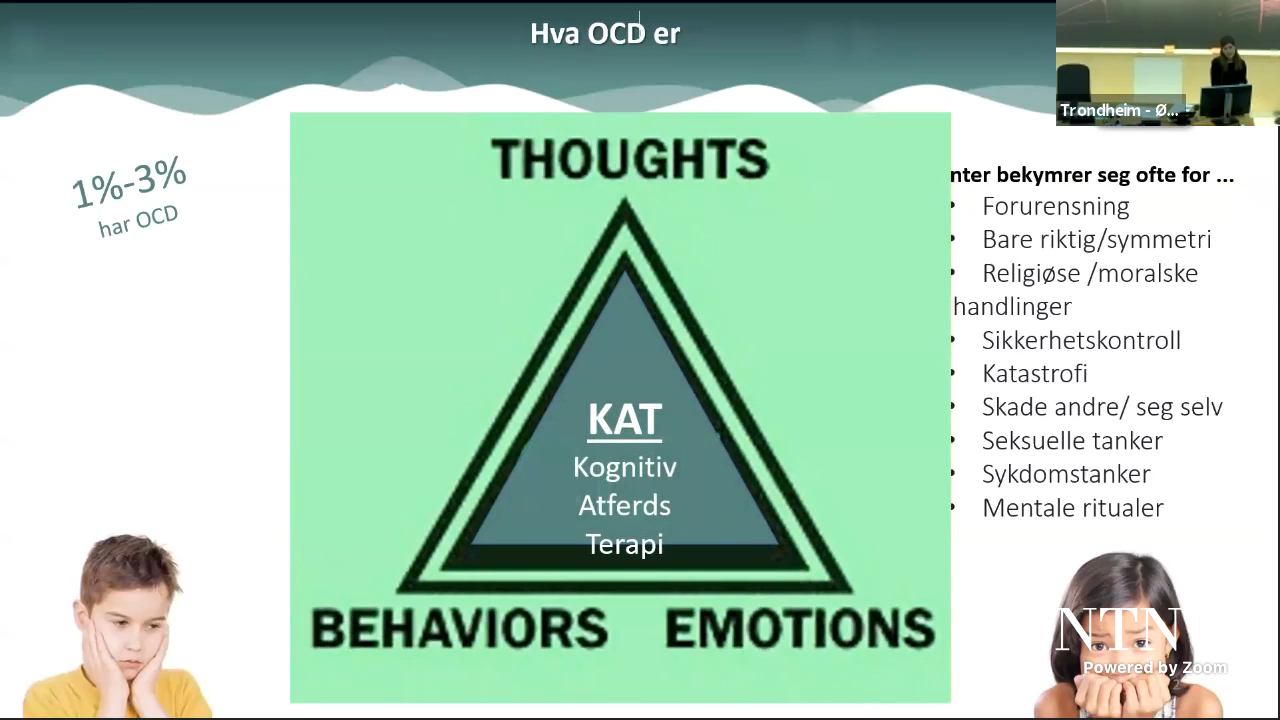 Hva OCD er
Trondheim - Ø...
1%-3%
har OCD
THOUGHTS
KAT
Kognitiv
Atferds
Terapi
BEHAVIORS EMOTIONS
nter bekymrer seg ofte for ...
• Forurensning
• Bare riktig/symmetri
• Religiøse /moralske
handlinger
• Sikkerhetskontroll
• Katastrofi
• Skade andre/ seg selv
• Seksuelle tanker
• Sykdomstanker
• Mentale ritualer
NTN
Powered by Zoom